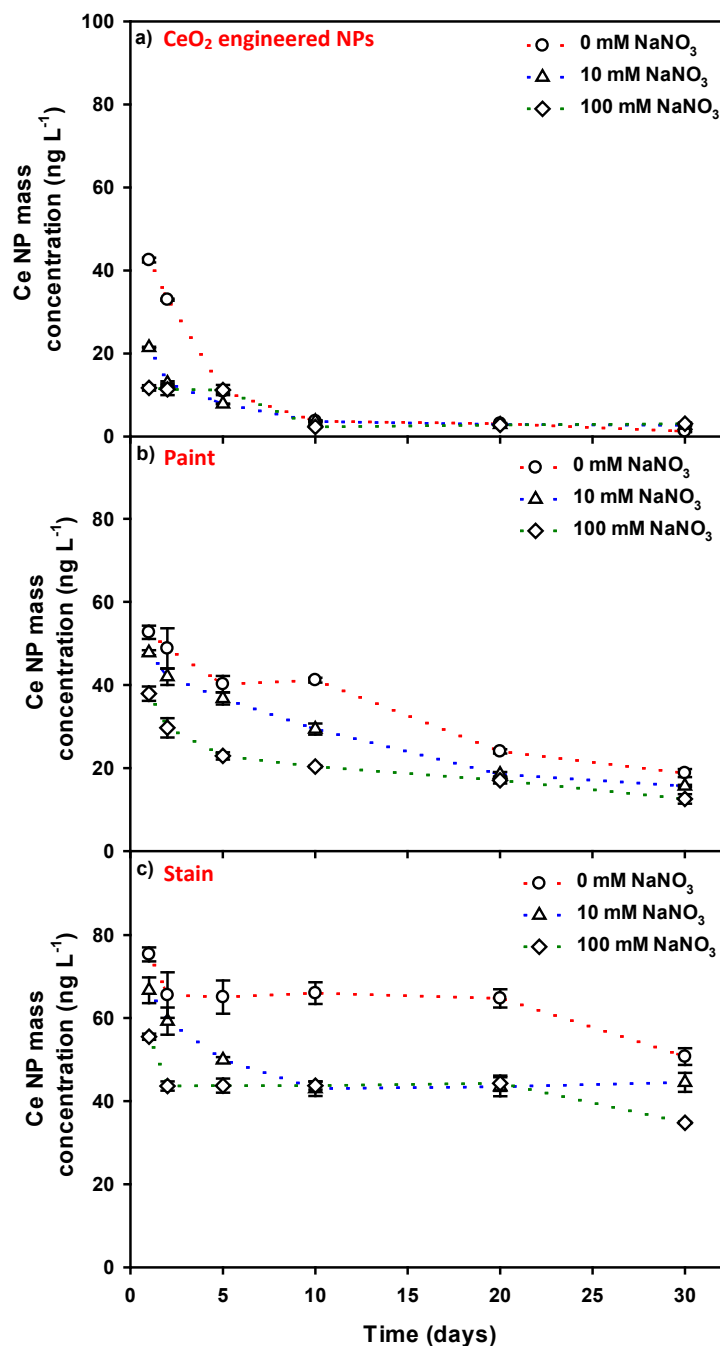 100
a) CeO₂ engineered NPs
0 mM NaNO₃
10 mM NaNO₃
100 mM NaNO₃
80
60
40
20
0
Ce NP mass
concentration (ng L⁻¹)
b) Paint
0 mM NaNO₃
10 mM NaNO₃
100 mM NaNO₃
80
60
40
20
0
Ce NP mass
concentration (ng L⁻¹)
c) Stain
0 mM NaNO₃
10 mM NaNO₃
100 mM NaNO₃
80
60
40
20
0
Ce NP mass
concentration (ng L⁻¹)
0 5 10 15 20 25 30
Time (days)